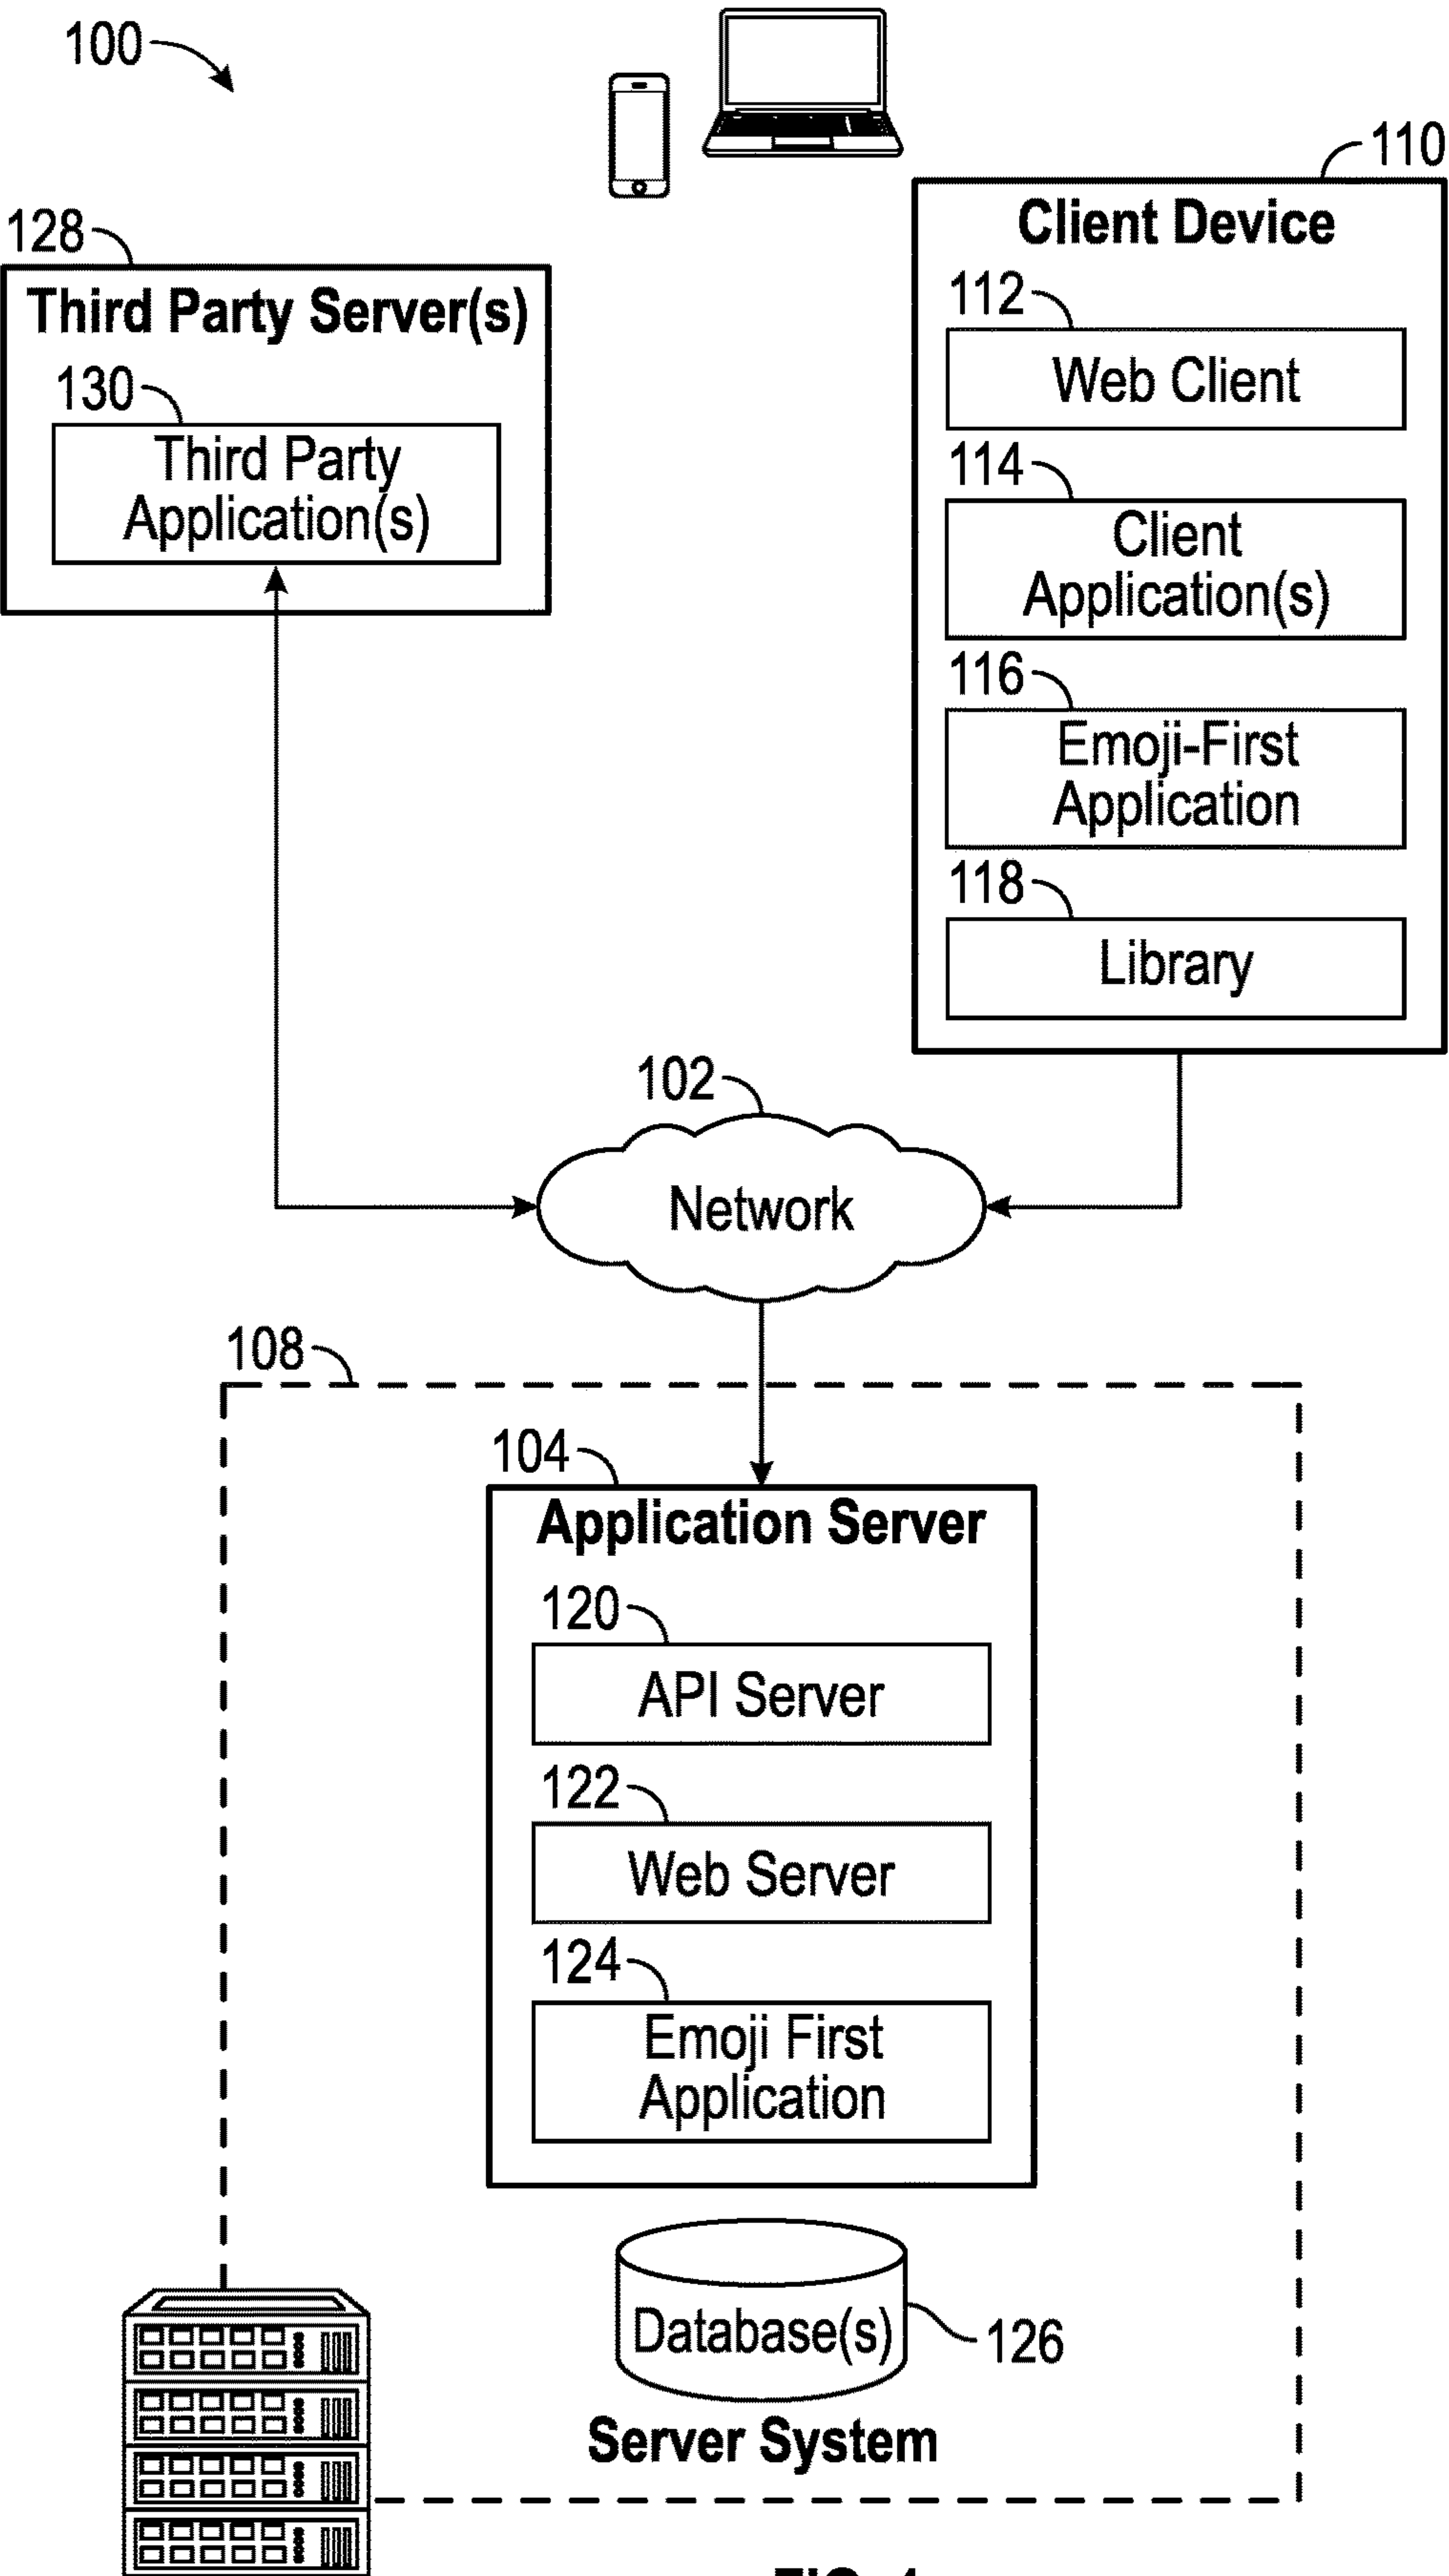 100
110
Client Device
128
Third Party Server(s)
112
Web Client
130
Third Party
Application(s)
114
Client
Application(s)
116
Emoji-First
Application
118
Library
102
Network
108
104
Application Server
120
API Server
122
Web Server
124
Emoji First
Application
Database(s)
126
Server System